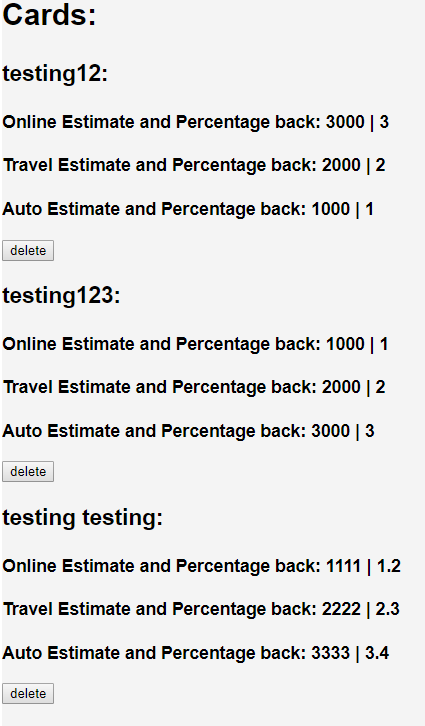 Cards:
testing12:
Online Estimate and Percentage back: 3000 | 3
Travel Estimate and Percentage back: 2000 | 2
Auto Estimate and Percentage back: 1000 | 1
delete
testing123:
Online Estimate and Percentage back: 1000 | 1
Travel Estimate and Percentage back: 2000 | 2
Auto Estimate and Percentage back: 3000 | 3
delete
testing testing:
Online Estimate and Percentage back: 1111 | 1.2
Travel Estimate and Percentage back: 2222 | 2.3
Auto Estimate and Percentage back: 3333 | 3.4
delete